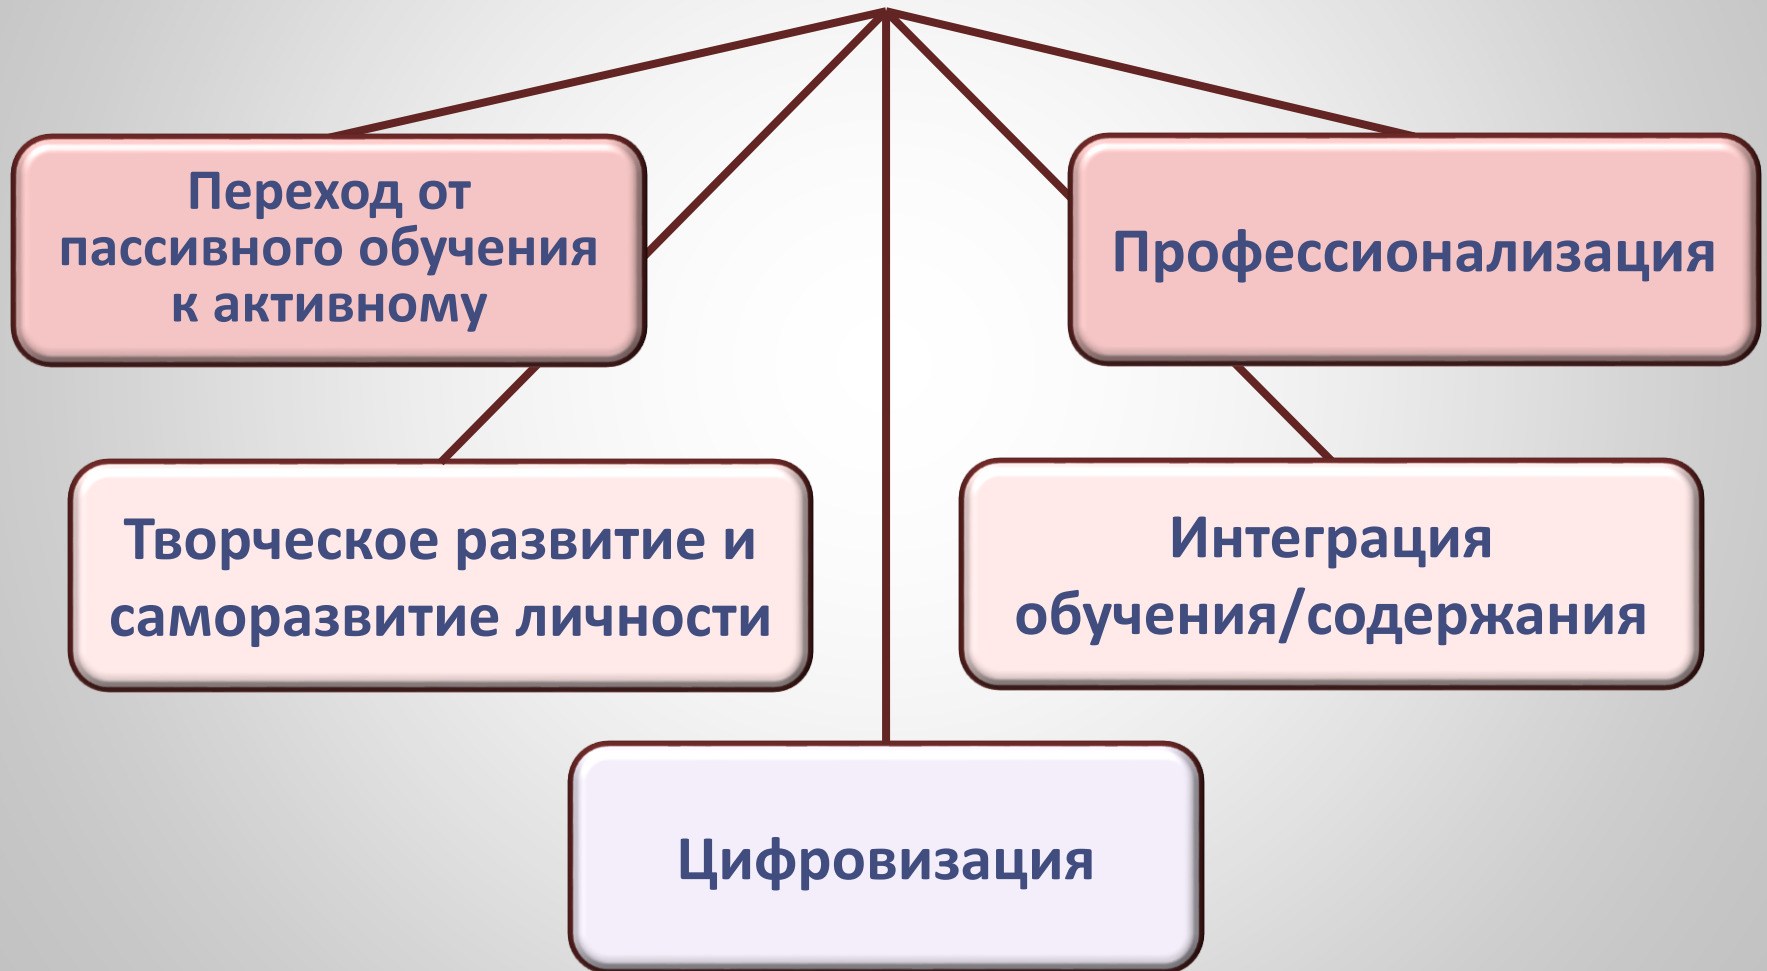 Переход от
пассивного обучения
к активному
Профессионализация
Творческое развитие и
саморазвитие личности
Интеграция
обучения/содержания
Цифровизация